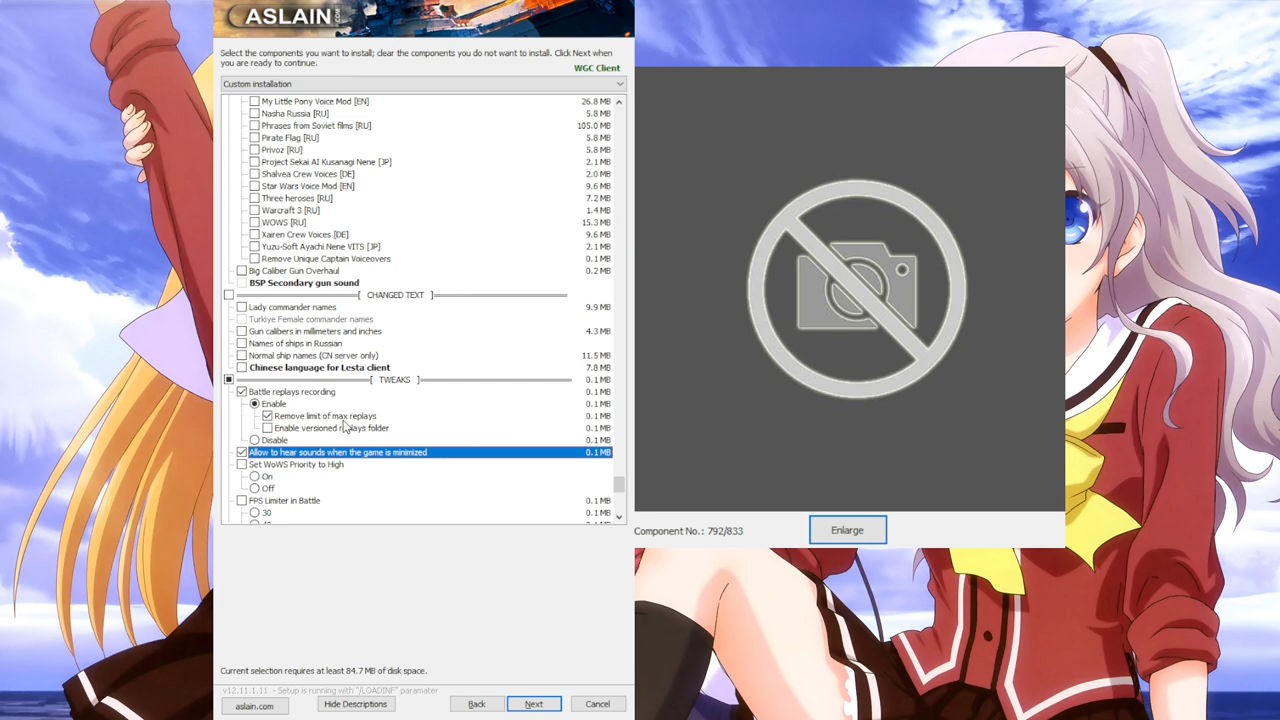 ASLAIN.COM
Select the components you want to install; clear the components you do not want to install. Click Next when
you are ready to continue.
WGC Client
Custom installation
My Little Pony Voice Mod [EN] 26.8 MB
Nasha Russia [RU] 5.8 MB
Phrases from Soviet films [RU] 105.0 MB
Pirate Flag [RU] 5.8 MB
Privoz [RU] 5.8 MB
Project Sekai AI Kusanagi Nene [JP] 2.1 MB
Shalvea Crew Voices [DE] 2.0 MB
Star Wars Voice Mod [EN] 9.6 MB
Three heroses [RU] 7.2 MB
Warcraft 3 [RU] 1.4 MB
WOWS [RU] 15.3 MB
Xairen Crew Voices [DE] 9.6 MB
Yuzu-Soft Ayachi Nene VITS [JP] 2.1 MB
Remove Unique Captain Voiceovers 0.1 MB
Big Caliber Gun Overhaul 0.2 MB
BSP Secondary gun sound
[ CHANGED TEXT ]
Lady commander names 9.9 MB
Turkiye Female commander names
Gun calibers in millimeters and inches 4.3 MB
Names of ships in Russian
Normal ship names (CN server only) 11.5 MB
Chinese language for Lesta client 7.8 MB
[ TWEAKS ] 0.1 MB
Battle replays recording 0.1 MB
Enable 0.1 MB
Remove limit of max replays 0.1 MB
Enable versioned replays folder 0.1 MB
Disable 0.1 MB
Allow to hear sounds when the game is minimized 0.1 MB
Set WoWS Priority to High 0.1 MB
On 0.1 MB
Off 0.1 MB
FPS Limiter in Battle 0.1 MB
30 0.1 MB
Component No.: 792/833
Enlarge
Current selection requires at least 84.7 MB of disk space.
v12.11.1.11 - Setup is running with "/LOADINF" paramater
aslain.com
Hide Descriptions
Back
Next
Cancel